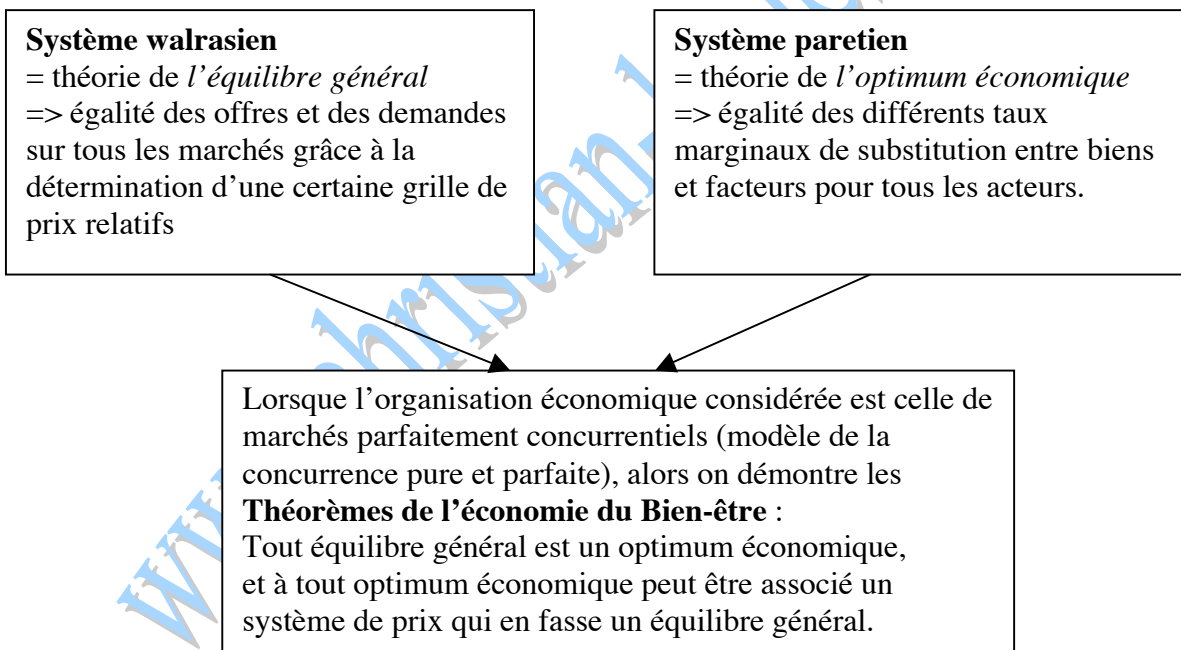 Système walrasien
= théorie de l'équilibre général
=> égalité des offres et des demandes
sur tous les marchés grâce à la
détermination d'une certaine grille de
prix relatifs
Système paretien
= théorie de l'optimum économique
=> égalité des différents taux
marginaux de substitution entre biens
et facteurs pour tous les acteurs.
Lorsque l'organisation économique considérée est celle de
marchés parfaitement concurrentiels (modèle de la
concurrence pure et parfaite), alors on démontre les
Théorèmes de l'économie du Bien-être :
Tout équilibre général est un optimum économique,
et à tout optimum économique peut être associé un
système de prix qui en fasse un équilibre général.